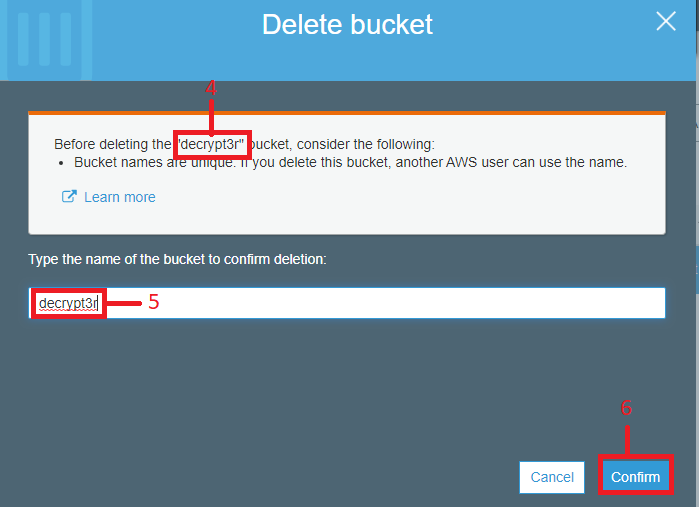 Delete bucket
4
Before deleting the "decrypt3r" bucket, consider the following:
Bucket names are unique. If you delete this bucket, another AWS user can use the name.
Learn more
Type the name of the bucket to confirm deletion:
decrypt3r 5
6
Cancel Confirm